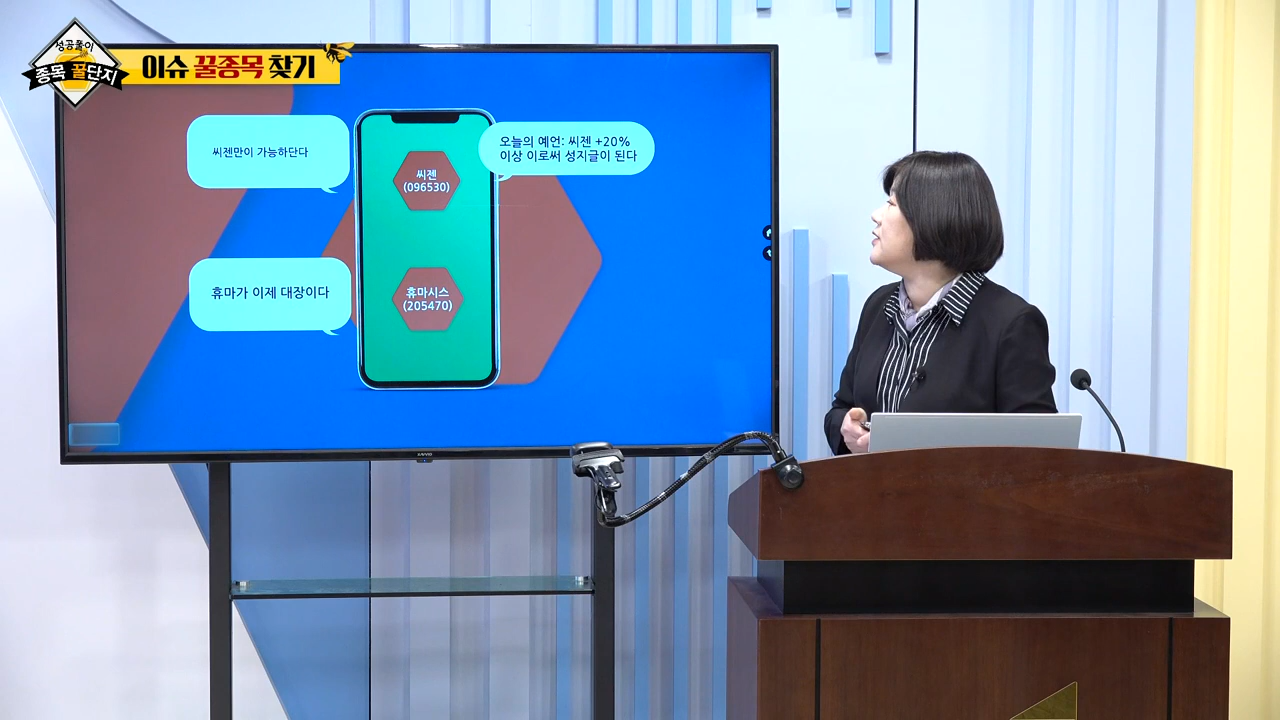 성공풀이
종목 꿀단지
이슈 꿀종목 찾기
씨젠만이 가능하단다
씨젠
(096530)
오늘의 예언: 씨젠 +20%
이상 이로써 성지글이 된다
휴마가 이제 대장이다
휴마시스
(205470)